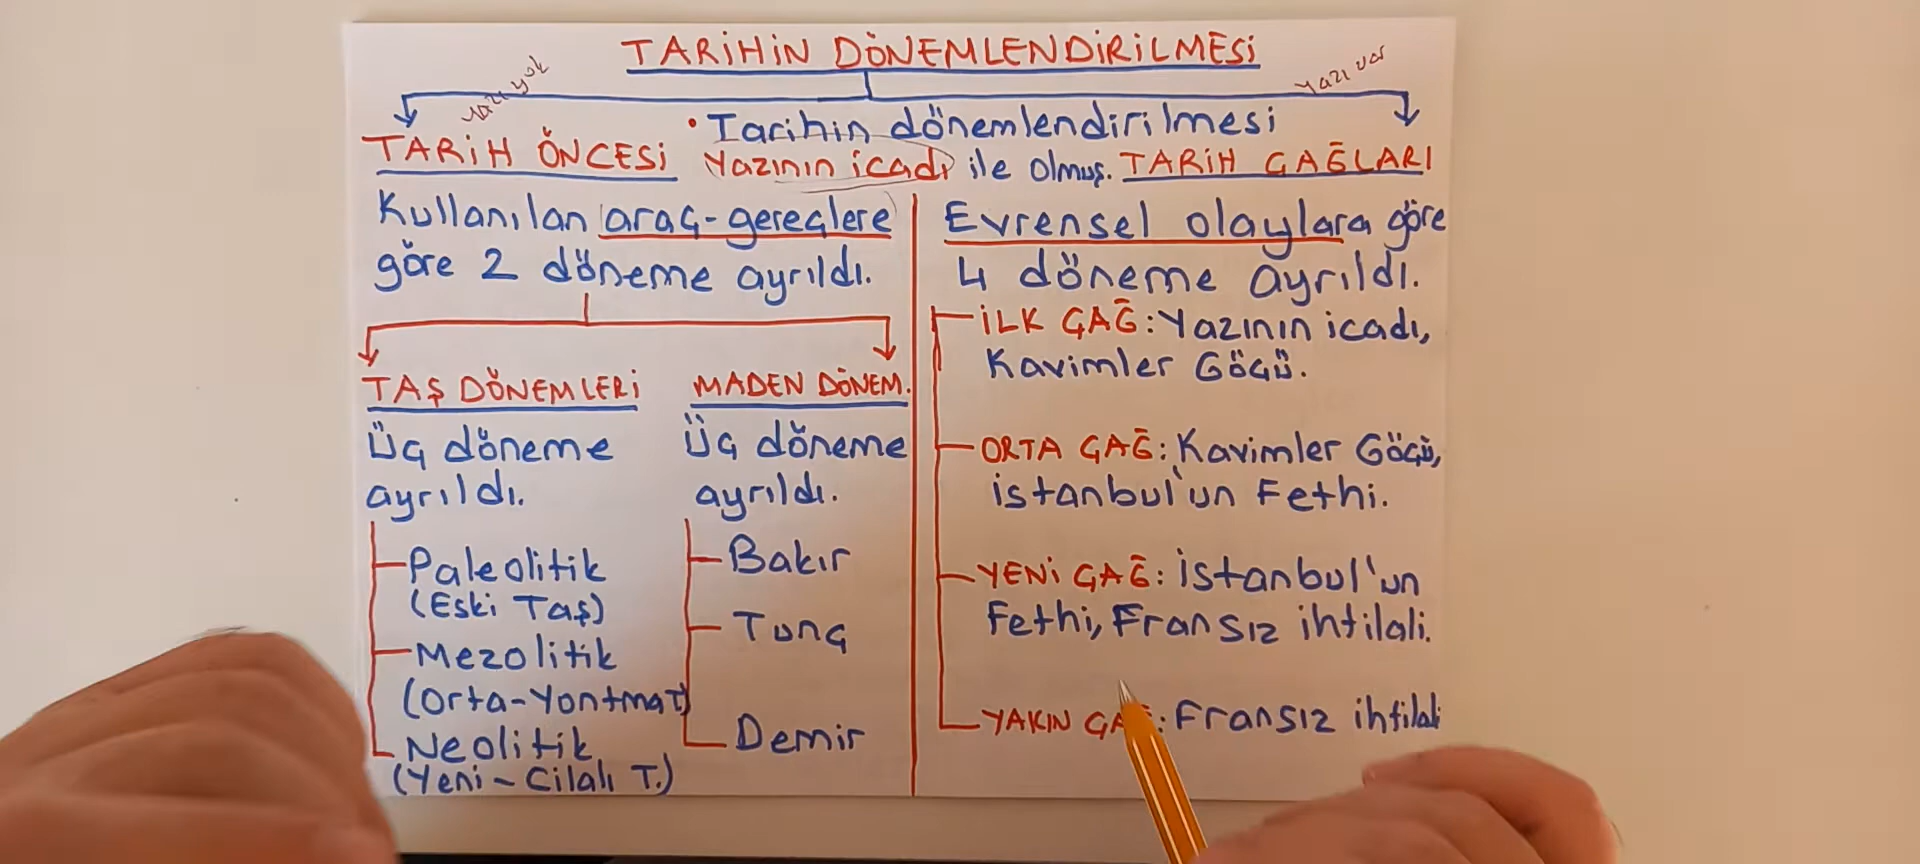 TARİHİN DÖNEMLENDİRİLMESİ
Yazı yok
Yazı var
• Tarihin dönemlendirilmesi
Yazının icadı ile olmuş.
TARİH ÖNCESİ
Kullanılan araç-gereçlere
göre 2 döneme ayrıldı.
TAŞ DÖNEMLERİ
Üç döneme
ayrıldı.
Paleolitik
(Eski Taş)
Mezolitik
(Orta-Yontma T)
Neolitik
(Yeni - Cilalı T.)
MADEN DÖNEM.
Üç döneme
ayrıldı.
Bakır
Tunç
Demir
TARİH ÇAĞLARI
Evrensel olaylara göre
4 döneme ayrıldı.
İLK ÇAĞ: Yazının icadı,
Kavimler Göçü.
ORTA ÇAĞ: Kavimler Göçü,
İstanbul'un Fethi.
YENİ ÇAĞ: İstanbul'un
Fethi, Fransız ihtilali.
YAKIN ÇAĞ: Fransız ihtilali